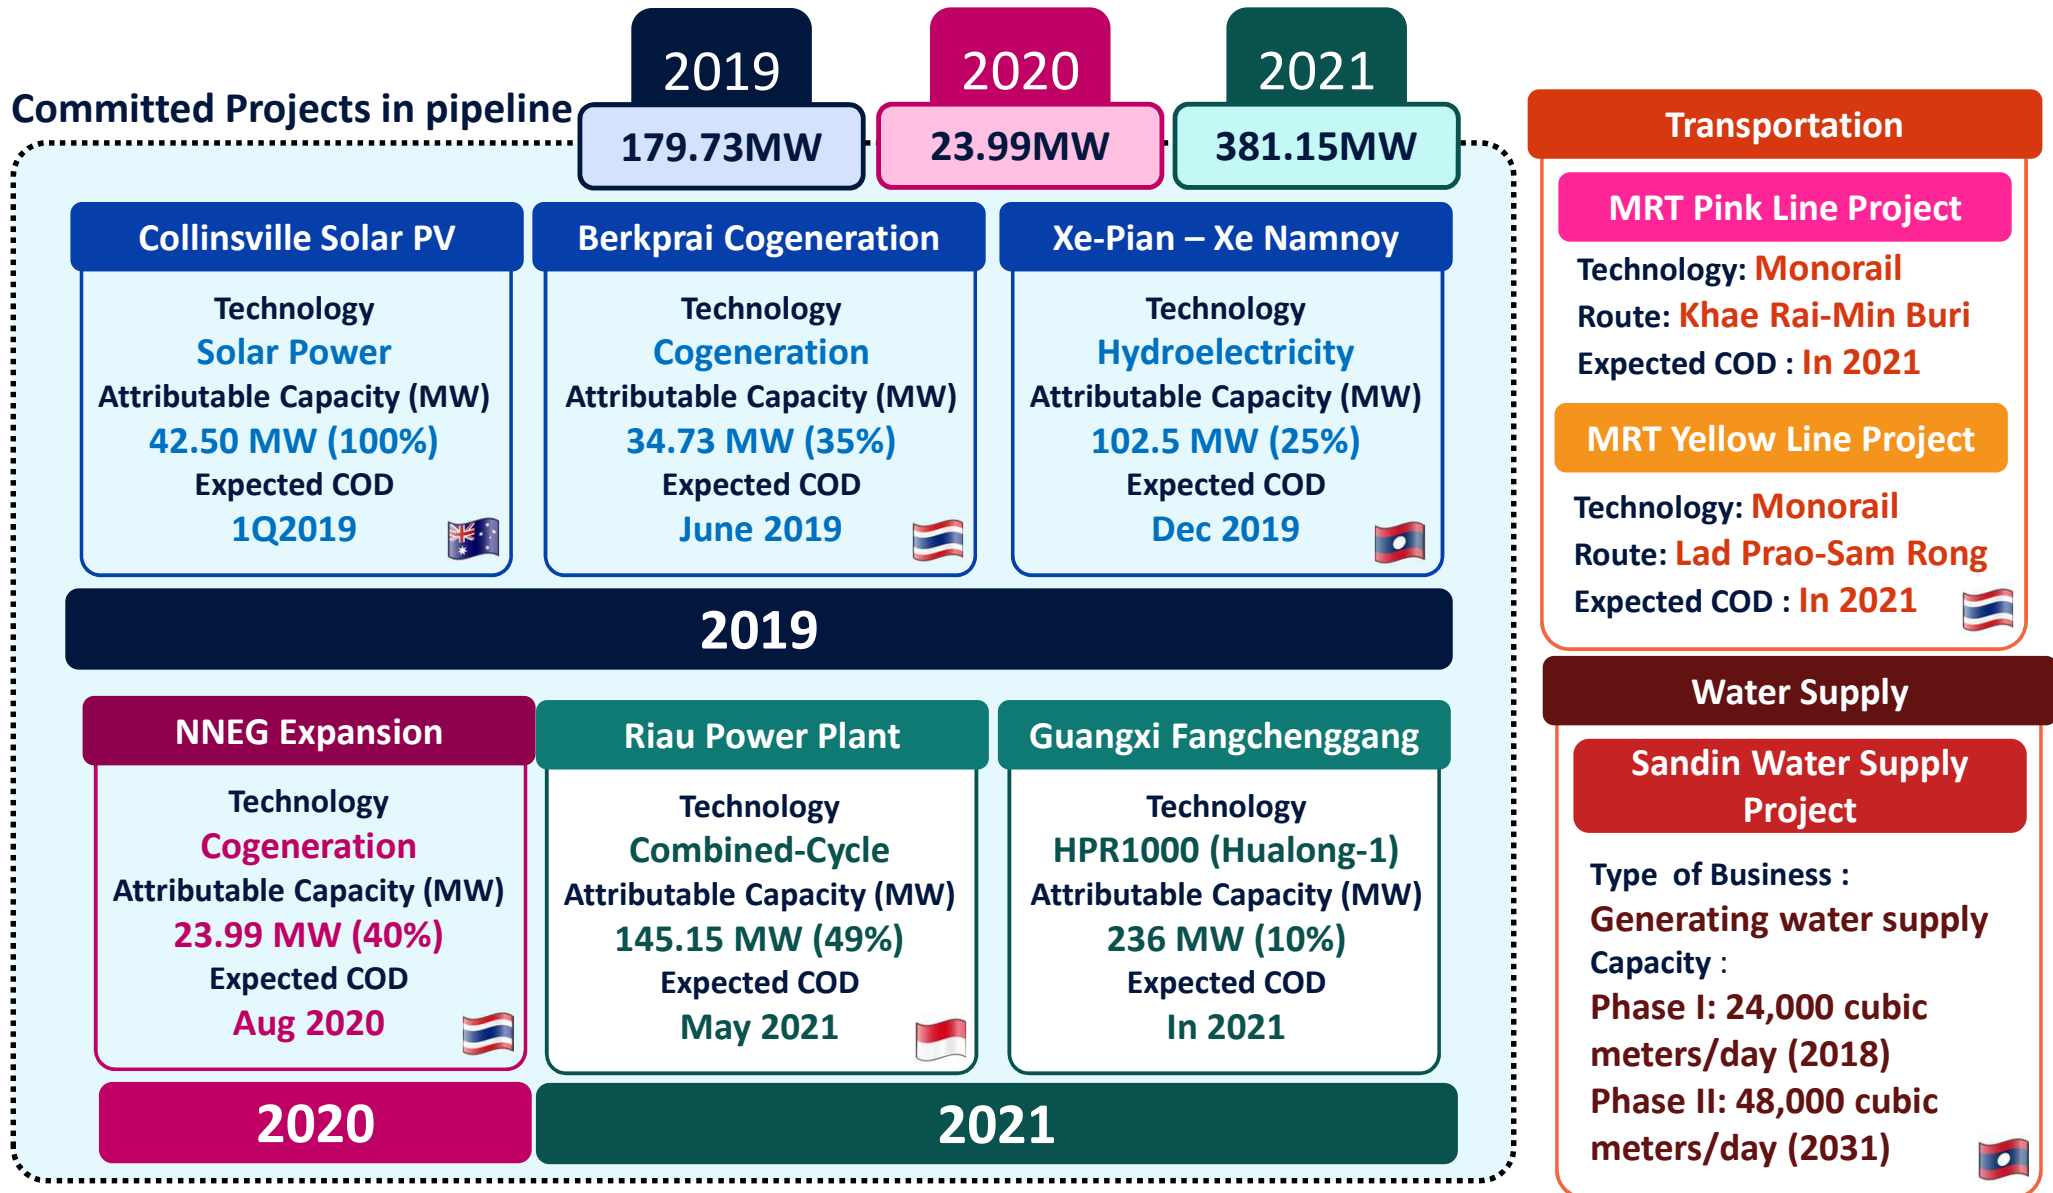 Committed Projects in pipeline
2019
179.73MW
2020
23.99MW
2021
381.15MW
Collinsville Solar PV
Technology
Solar Power
Attributable Capacity (MW)
42.50 MW (100%)
Expected COD
1Q2019
Berkprai Cogeneration
Technology
Cogeneration
Attributable Capacity (MW)
34.73 MW (35%)
Expected COD
June 2019
Xe-Pian – Xe Namnoy
Technology
Hydroelectricity
Attributable Capacity (MW)
102.5 MW (25%)
Expected COD
Dec 2019
2019
NNEG Expansion
Technology
Cogeneration
Attributable Capacity (MW)
23.99 MW (40%)
Expected COD
Aug 2020
2020
Riau Power Plant
Technology
Combined-Cycle
Attributable Capacity (MW)
145.15 MW (49%)
Expected COD
May 2021
Guangxi Fangchenggang
Technology
HPR1000 (Hualong-1)
Attributable Capacity (MW)
236 MW (10%)
Expected COD
In 2021
2021
Transportation
MRT Pink Line Project
Technology: Monorail
Route: Khae Rai-Min Buri
Expected COD : In 2021
MRT Yellow Line Project
Technology: Monorail
Route: Lad Prao-Sam Rong
Expected COD : In 2021
Water Supply
Sandin Water Supply
Project
Type of Business :
Generating water supply
Capacity :
Phase I: 24,000 cubic
meters/day (2018)
Phase II: 48,000 cubic
meters/day (2031)